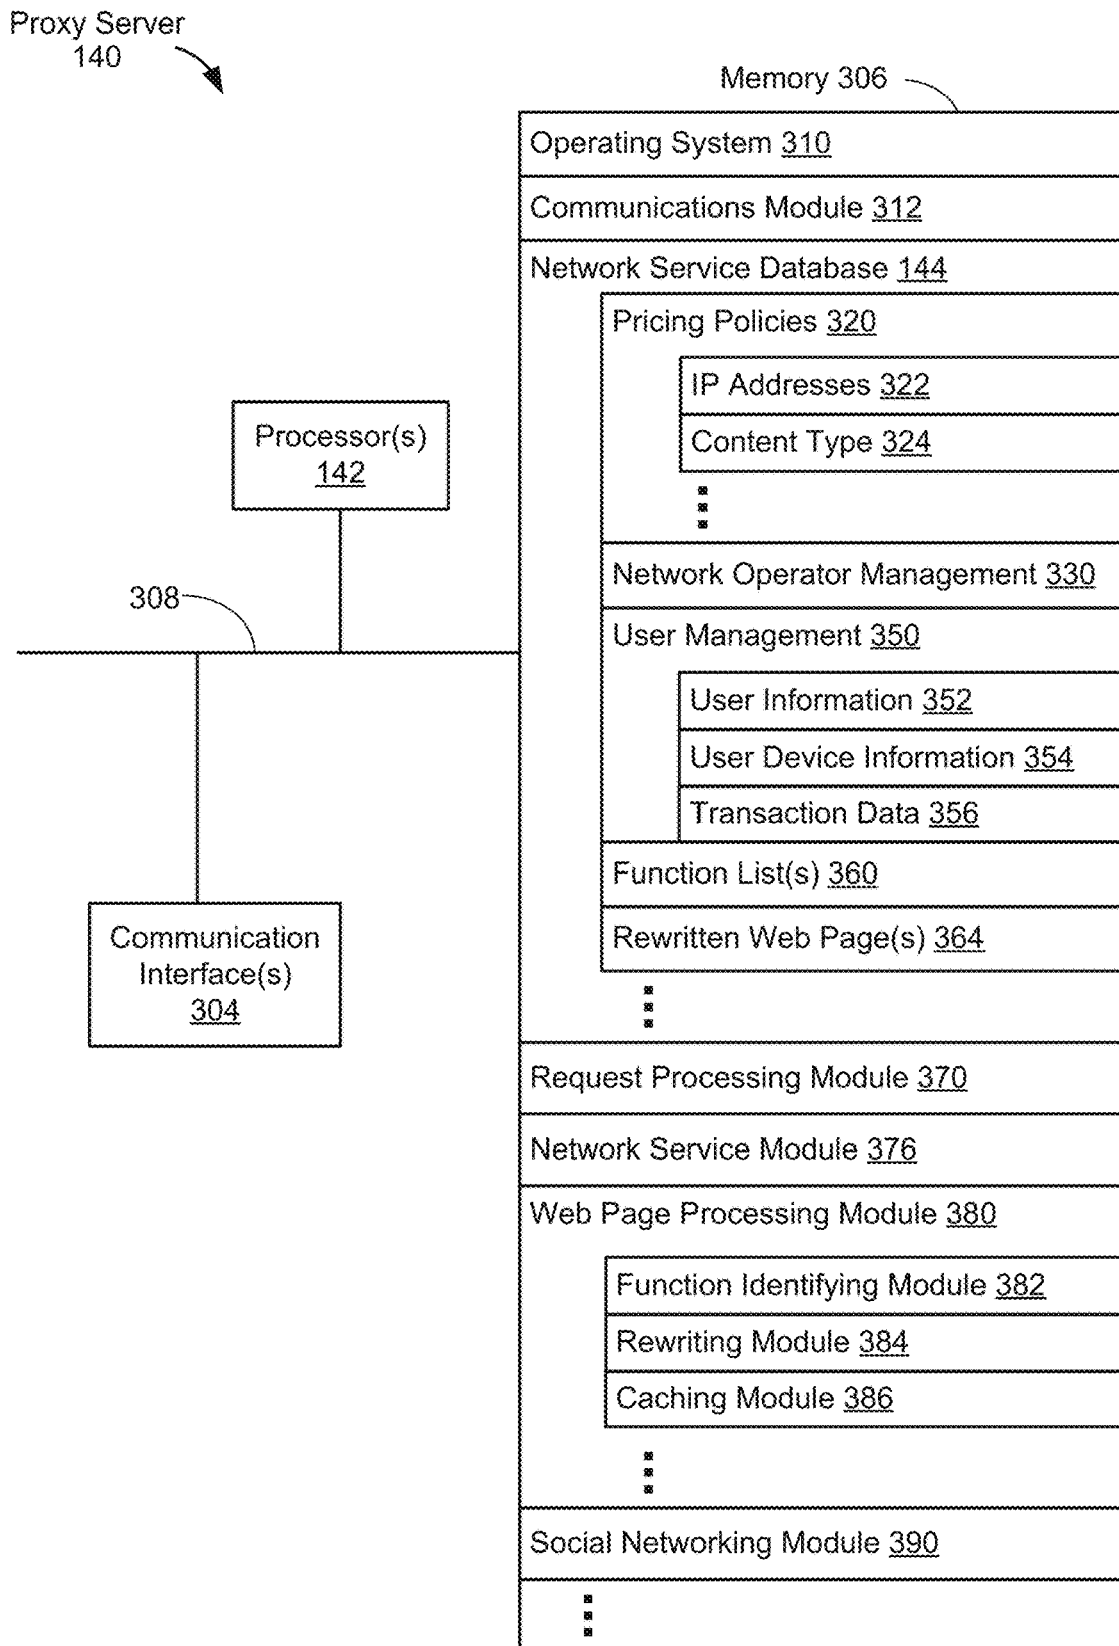 Proxy Server
140
Memory 306
Operating System 310
Communications Module 312
Network Service Database 144
Pricing Policies 320
IP Addresses 322
Content Type 324
Processor(s)
142
Network Operator Management 330
308
User Management 350
User Information 352
User Device Information 354
Transaction Data 356
Function List(s) 360
Rewritten Web Page(s) 364
Communication
Interface(s)
304
Request Processing Module 370
Network Service Module 376
Web Page Processing Module 380
Function Identifying Module 382
Rewriting Module 384
Caching Module 386
Social Networking Module 390